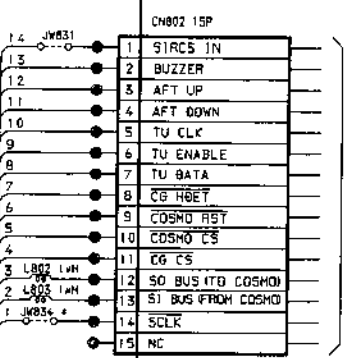 CN802 15P
14 JW831 1 SIRCS IN
13 2 BUZZER
12 3 AFT UP
11 4 AFT DOWN
10 5 TU CLK
9 6 TU ENABLE
8 7 TU DATA
7 8 CG HDET
6 9 COSMO RST
5 10 COSMO CS
4 11 CG CS
3 L802 1μH 12 SO BUS (TO COSMO)
2 L803 1μH 13 SI BUS (FROM COSMO)
1 JW834 * 14 SCLK
15 NC